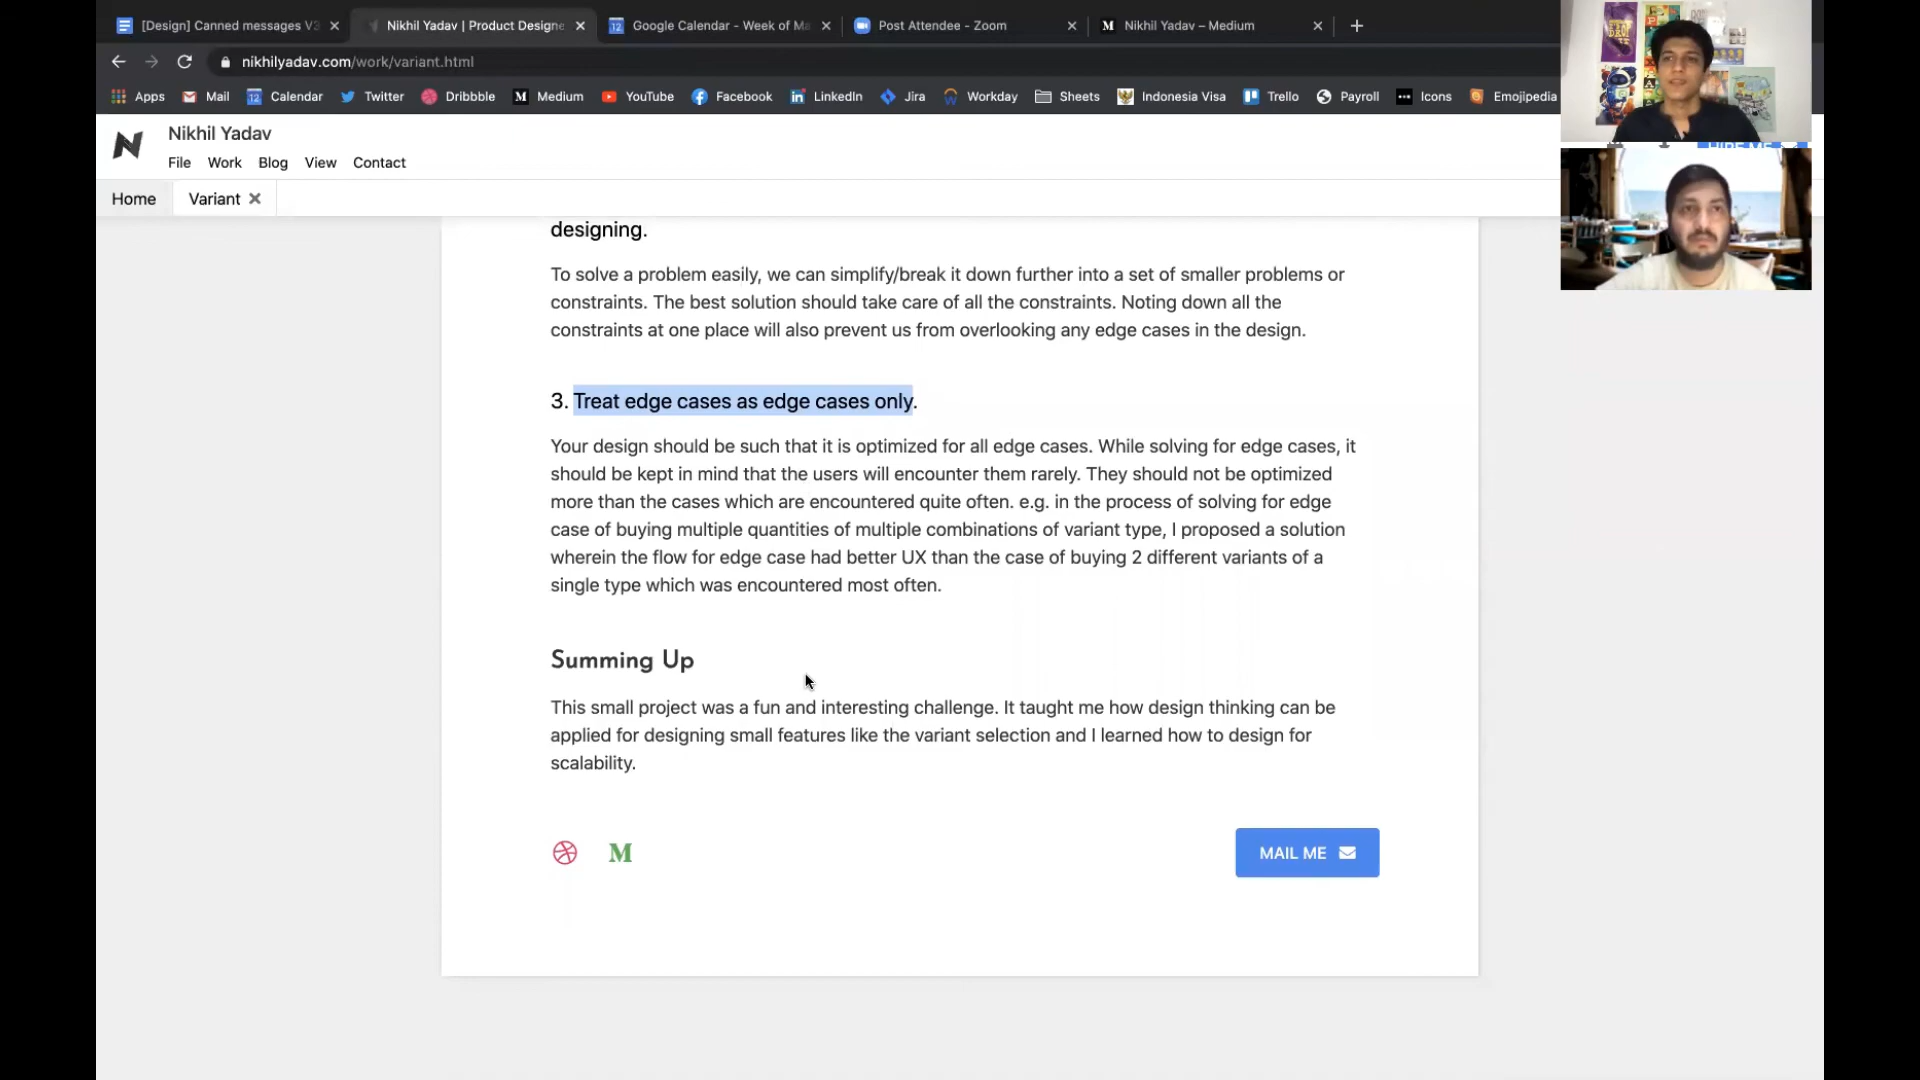 [Design] Canned messages V3
Nikhil Yadav | Product Designe
Google Calendar - Week of Ma
Post Attendee - Zoom
Nikhil Yadav – Medium
nikhilyadav.com/work/variant.html
Apps
Mail
Calendar
Twitter
Dribbble
Medium
YouTube
Facebook
LinkedIn
Jira
Workday
Sheets
Indonesia Visa
Trello
Payroll
Icons
Emojipedia
Nikhil Yadav
File Work Blog View Contact
HIRE ME
Home
Variant
designing.
To solve a problem easily, we can simplify/break it down further into a set of smaller problems or
constraints. The best solution should take care of all the constraints. Noting down all the
constraints at one place will also prevent us from overlooking any edge cases in the design.
3. Treat edge cases as edge cases only.
Your design should be such that it is optimized for all edge cases. While solving for edge cases, it
should be kept in mind that the users will encounter them rarely. They should not be optimized
more than the cases which are encountered quite often. e.g. in the process of solving for edge
case of buying multiple quantities of multiple combinations of variant type, I proposed a solution
wherein the flow for edge case had better UX than the case of buying 2 different variants of a
single type which was encountered most often.
Summing Up
This small project was a fun and interesting challenge. It taught me how design thinking can be
applied for designing small features like the variant selection and I learned how to design for
scalability.
MAIL ME